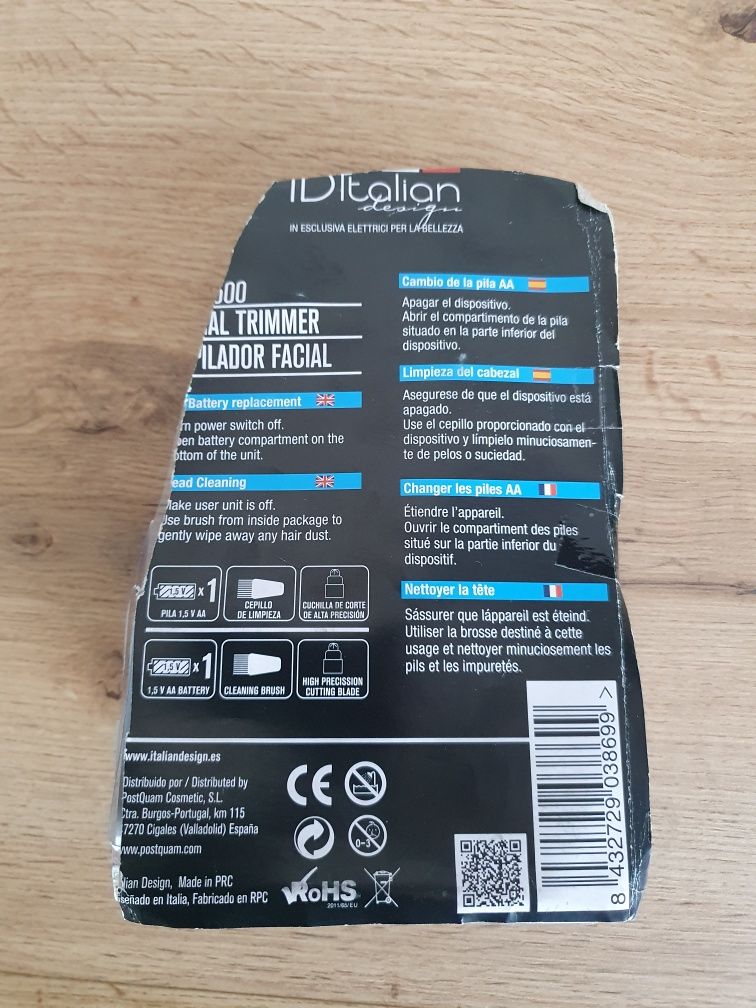 IDItalian
design
IN ESCLUSIVA ELETTRICI PER LA BELLEZZA
500
AL TRIMMER
PILADOR FACIAL
Battery replacement
rn power switch off.
pen battery compartment on the
ottom of the unit.
ead Cleaning
Make user unit is off.
Use brush from inside package to
gently wipe away any hair dust.
1,5 V x 1
PILA 1,5 V AA
CEPILLO
DE LIMPIEZA
CUCHILLA DE CORTE
DE ALTA PRECISIÓN
1,5 V x 1
1,5 V AA BATTERY
CLEANING BRUSH
HIGH PRECISSION
CUTTING BLADE
Cambio de la pila AA
Apagar el dispositivo.
Abrir el compartimento de la pila
situado en la parte inferior del
dispositivo.
Limpieza del cabezal
Asegurese de que el dispositivo está
apagado.
Use el cepillo proporcionado con el
dispositivo y límpielo minuciosamen-
te de pelos o suciedad.
Changer les piles AA
Étiendre l'appareil.
Ouvrir le compartiment des piles
situé sur la partie inferior du
dispositif.
Nettoyer la tête
Sássurer que láppareil est éteind.
Utiliser la brosse destiné à cette
usage et nettoyer minuciosement les
pils et les impuretés.
www.italiandesign.es
Distribuido por / Distributed by
PostQuam Cosmetic, S.L.
Ctra. Burgos-Portugal, km 115
7270 Cigales (Valladolid) España
www.postquam.com
lian Design, Made in PRC
señado en Italia, Fabricado en RPC
CE
0-3
RoHS
2011/65/EU
8 432729 038699 >